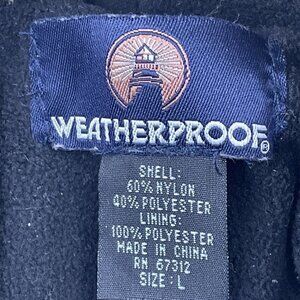 WEATHERPROOF®
SHELL:
60% NYLON
40% POLYESTER
LINING:
100% POLYESTER
MADE IN CHINA
RN 67312
SIZE: L